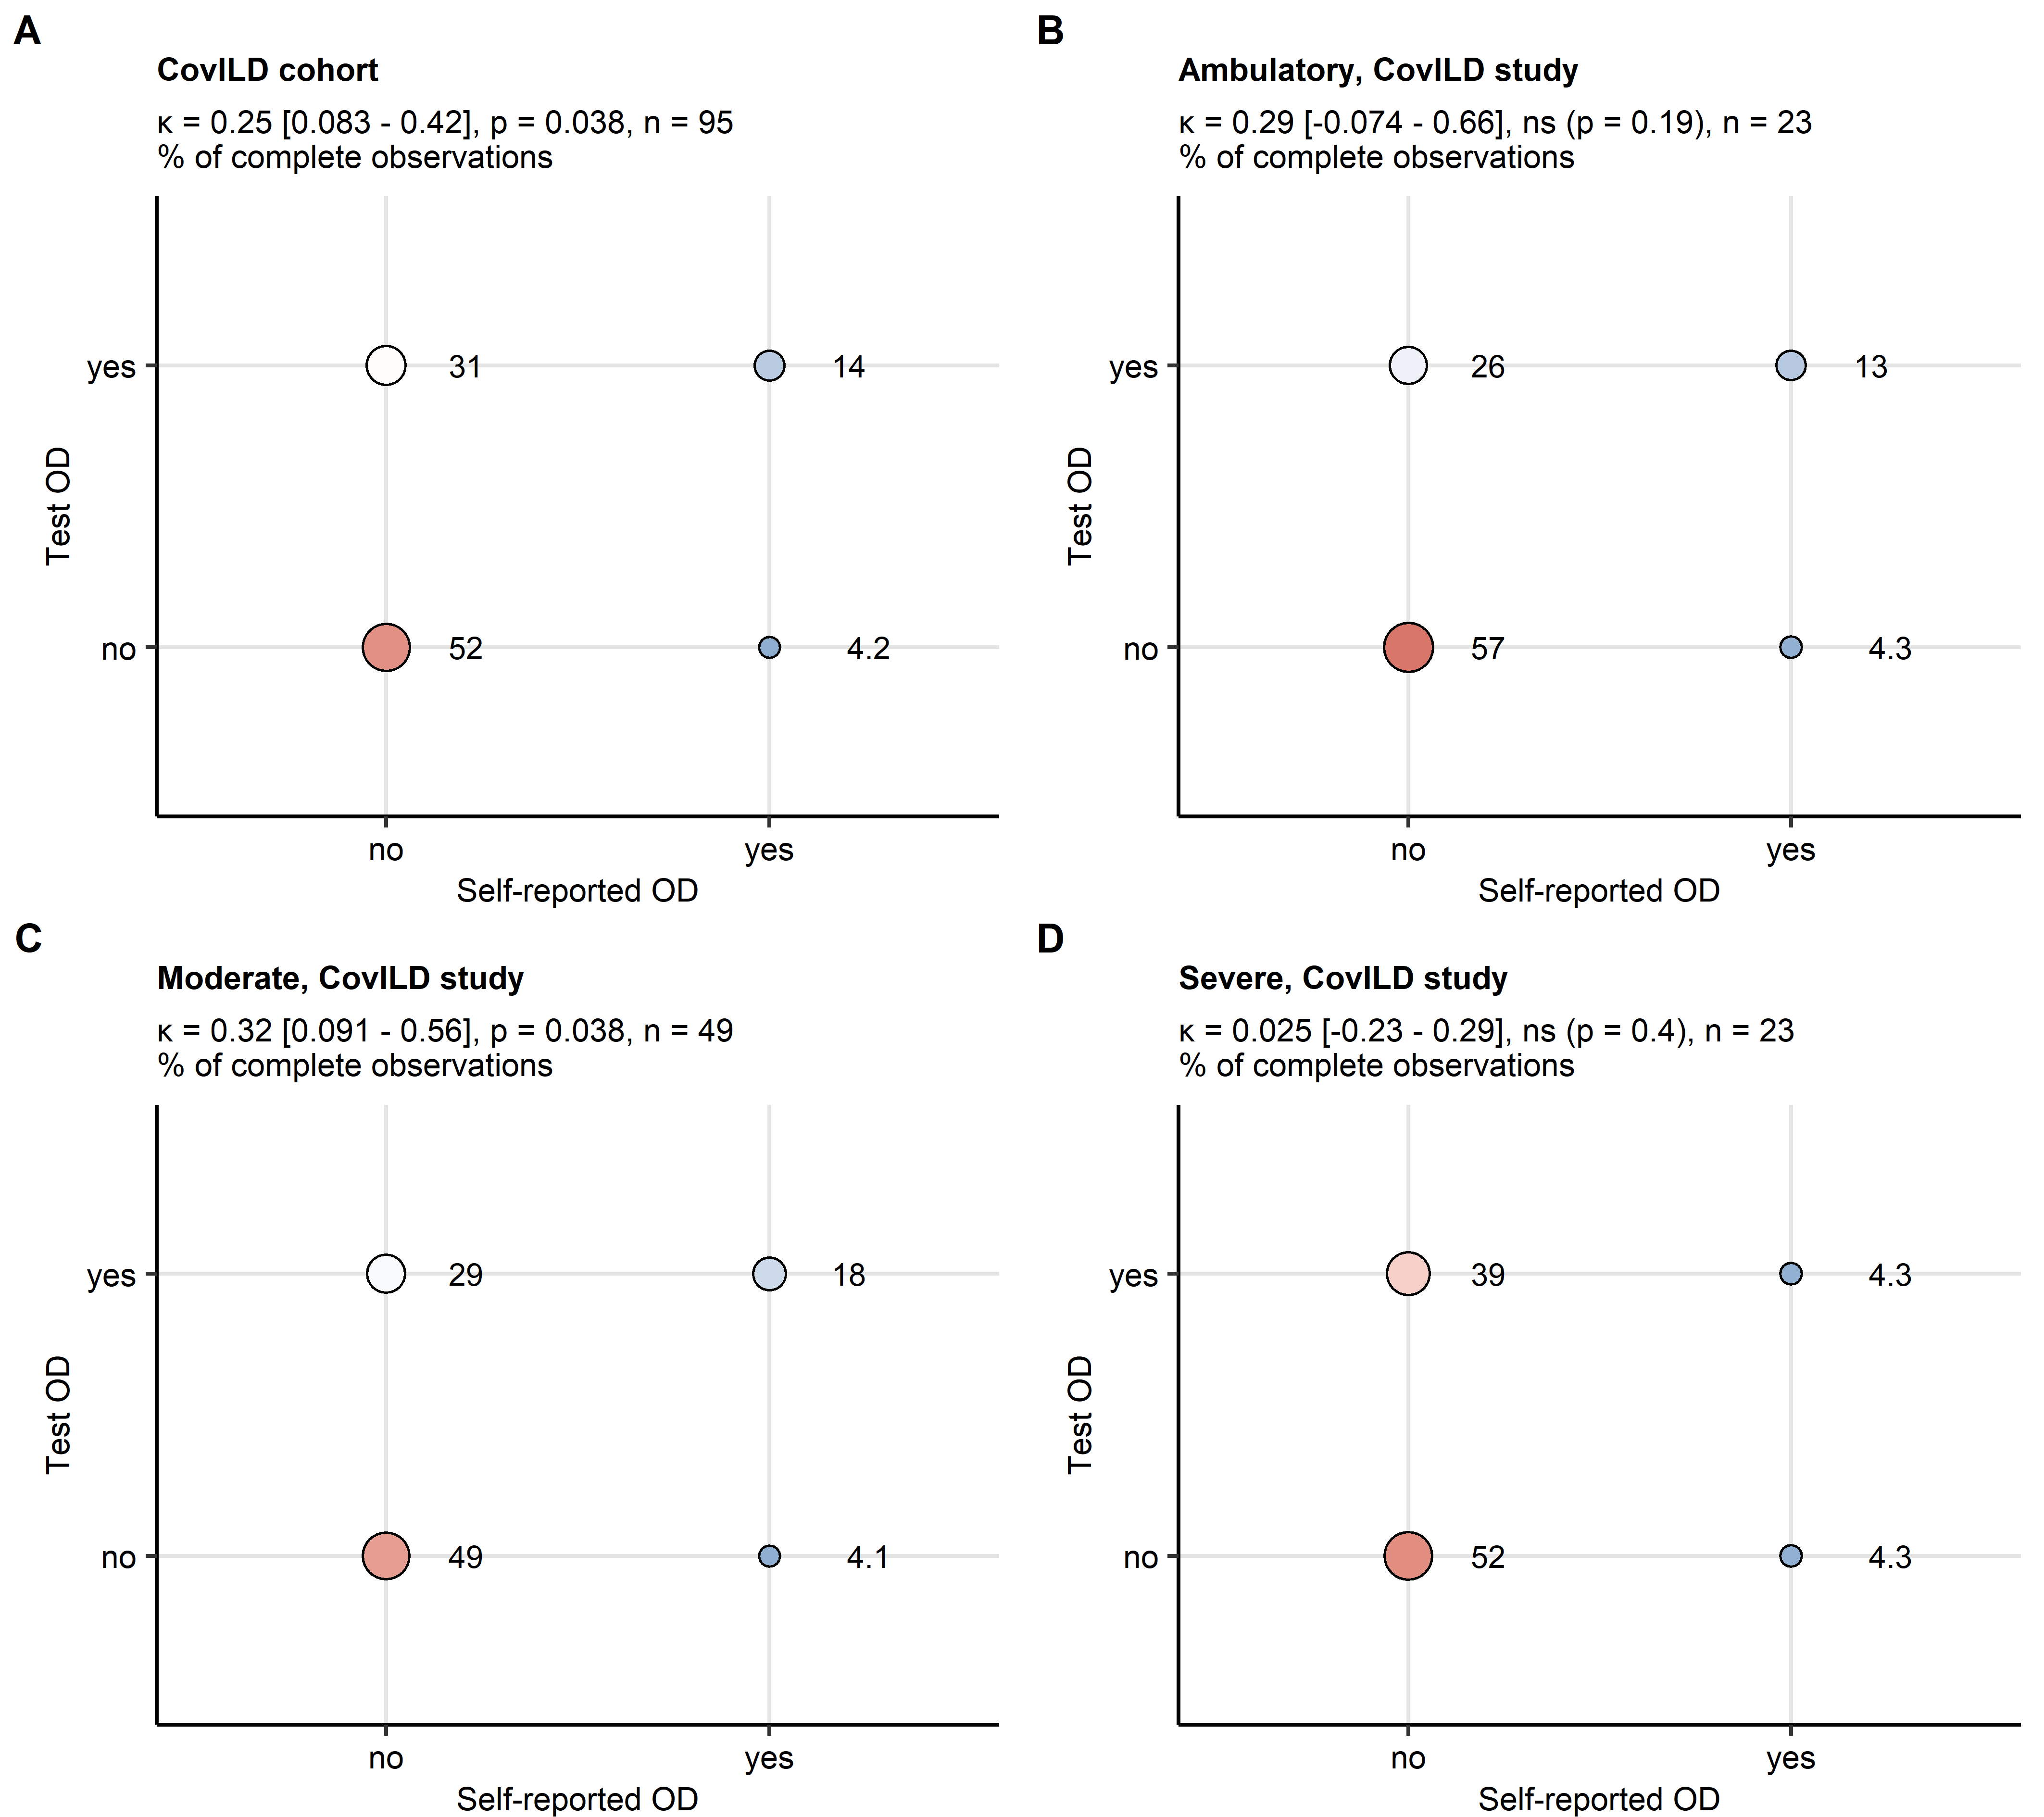 A
CovILD cohort
κ = 0.25 [0.083 - 0.42], p = 0.038, n = 95
% of complete observations
yes
31
14
Test OD
no
52
4.2
no
yes
Self-reported OD
B
Ambulatory, CovILD study
κ = 0.29 [-0.074 - 0.66], ns (p = 0.19), n = 23
% of complete observations
yes
26
13
Test OD
no
57
4.3
no
yes
Self-reported OD
C
Moderate, CovILD study
κ = 0.32 [0.091 - 0.56], p = 0.038, n = 49
% of complete observations
yes
29
18
Test OD
no
49
4.1
no
yes
Self-reported OD
D
Severe, CovILD study
κ = 0.025 [-0.23 - 0.29], ns (p = 0.4), n = 23
% of complete observations
yes
39
4.3
Test OD
no
52
4.3
no
yes
Self-reported OD